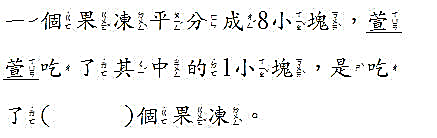 一個果凍平分成8小塊，萱
萱吃了其中的1小塊，是吃
了(　　)個果凍。